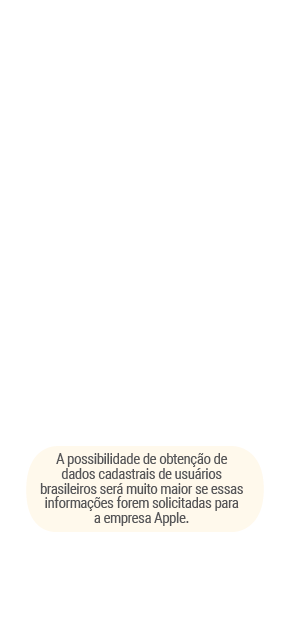 A possibilidade de obtenção de
dados cadastrais de usuários
brasileiros será muito maior se essas
informações forem solicitadas para
a empresa Apple.